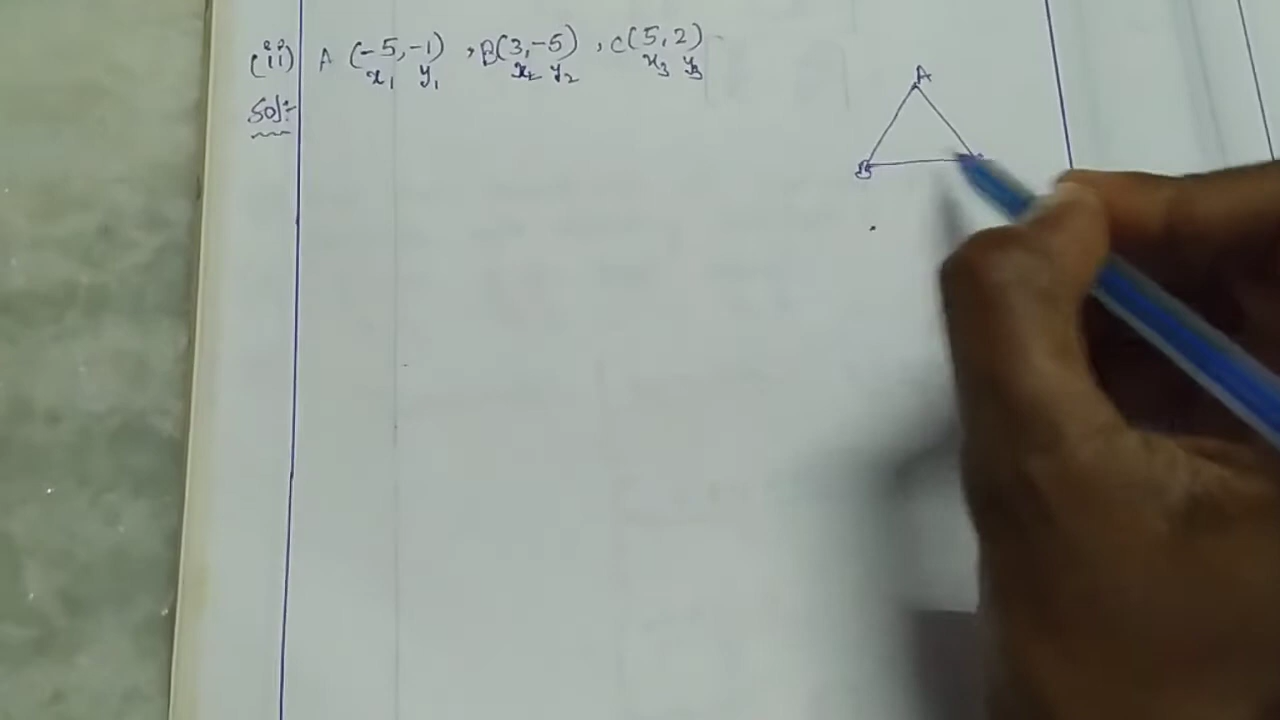 (ii) A (-5,-1) , B(3,-5) , C(5,2)
x₁ y₁ x₂ y₂ x₃ y₃
Sol:-
A
B